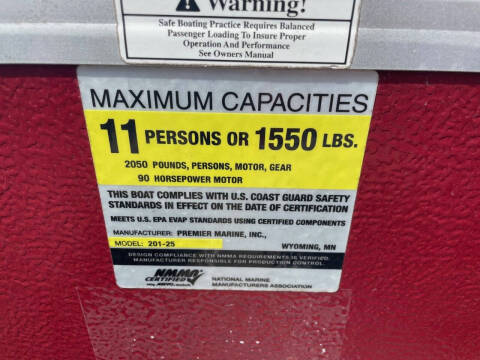 Warning!
Safe Boating Practice Requires Balanced
Passenger Loading To Insure Proper
Operation And Performance
See Owners Manual
MAXIMUM CAPACITIES
11 PERSONS OR 1550 LBS.
2050 POUNDS, PERSONS, MOTOR, GEAR
90 HORSEPOWER MOTOR
THIS BOAT COMPLIES WITH U.S. COAST GUARD SAFETY
STANDARDS IN EFFECT ON THE DATE OF CERTIFICATION
MEETS U.S. EPA EVAP STANDARDS USING CERTIFIED COMPONENTS
MANUFACTURER: PREMIER MARINE, INC.,
MODEL: 201-25 WYOMING, MN
DESIGN COMPLIANCE WITH NMMA REQUIREMENTS IS VERIFIED.
MANUFACTURER RESPONSIBLE FOR PRODUCTION CONTROL.
NMMA
CERTIFIED
NATIONAL MARINE
MANUFACTURERS ASSOCIATION